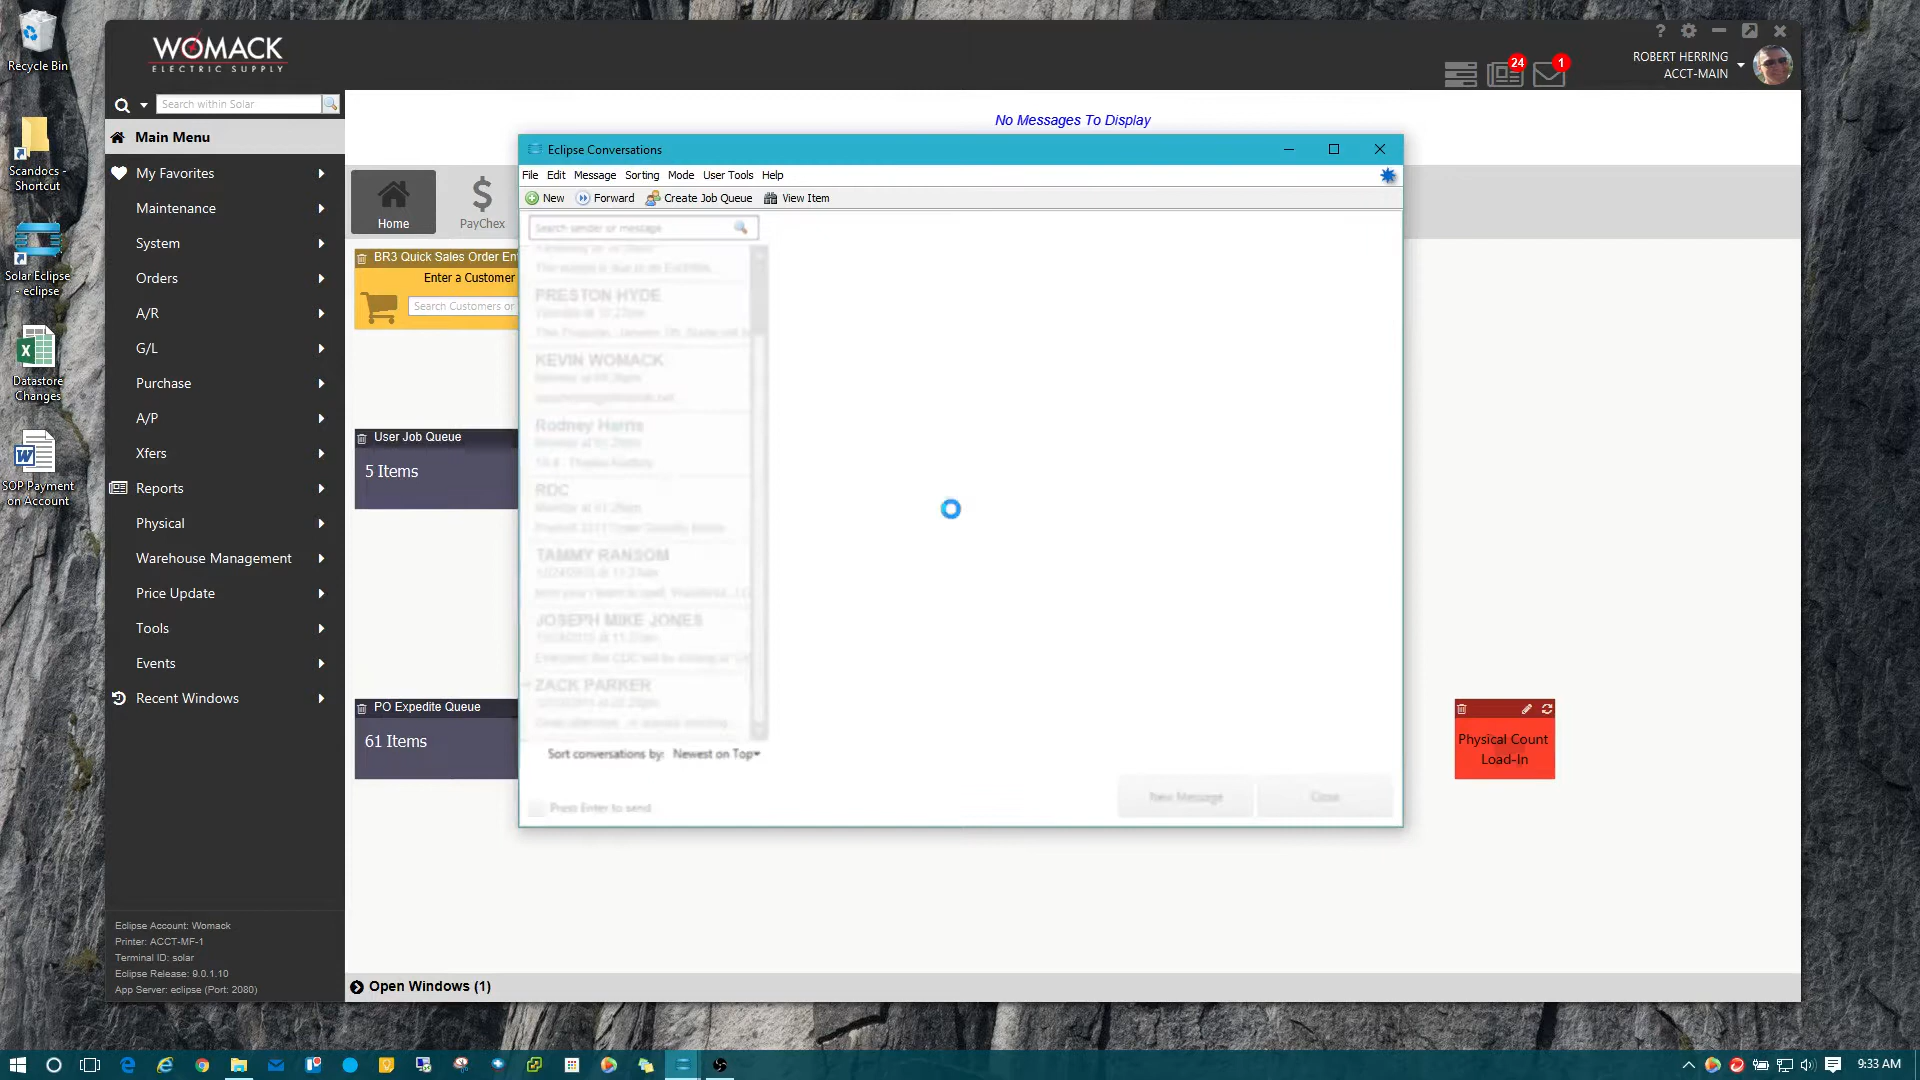 Recycle Bin
Scandocs -
Shortcut
Solar Eclipse
- eclipse
Datastore
Changes
SOP Payment
on Account
WOMACK
ELECTRIC SUPPLY
24
1
ROBERT HERRING
ACCT-MAIN
Search within Solar
Main Menu
My Favorites
Maintenance
System
Orders
A/R
G/L
Purchase
A/P
Xfers
Reports
Physical
Warehouse Management
Price Update
Tools
Events
Recent Windows
Eclipse Account: Womack
Printer: ACCT-MF-1
Terminal ID: solar
Eclipse Release: 9.0.1.10
App Server: eclipse (Port: 2080)
No Messages To Display
Home
PayChex
BR3 Quick Sales Order En
Enter a Customer
Search Customers or
User Job Queue
5 Items
PO Expedite Queue
61 Items
Physical Count
Load-In
Open Windows (1)
Eclipse Conversations
File Edit Message Sorting Mode User Tools Help
New Forward Create Job Queue View Item
Search sender or message
PRESTON HYDE
KEVIN WOMACK
Rodney Harris
RDC
TAMMY RANSOM
JOSEPH MIKE JONES
ZACK PARKER
Sort conversations by: Newest on Top
Press Enter to send
New Message
Close
9:33 AM